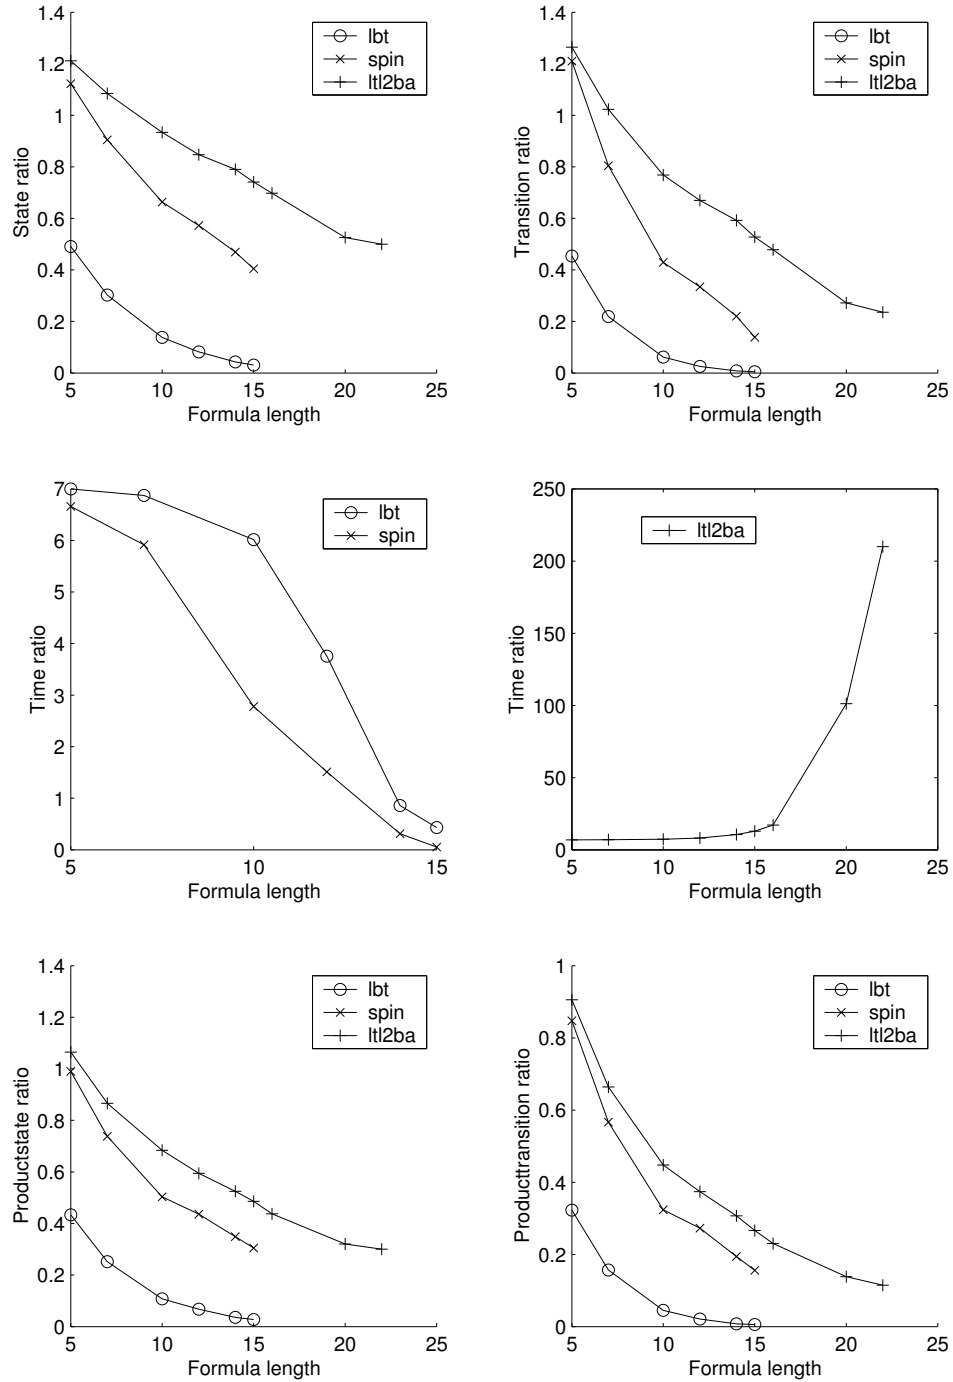 1.4
1.2
1
0.8
0.6
0.4
0.2
0
State ratio
5
10
15
20
25
Formula length
lbt
spin
ltl2ba
1.4
1.2
1
0.8
0.6
0.4
0.2
0
Transition ratio
5
10
15
20
25
Formula length
lbt
spin
ltl2ba
7
6
5
4
3
2
1
0
Time ratio
5
10
15
Formula length
lbt
spin
250
200
150
100
50
0
Time ratio
5
10
15
20
25
Formula length
ltl2ba
1.4
1.2
1
0.8
0.6
0.4
0.2
0
Productstate ratio
5
10
15
20
25
Formula length
lbt
spin
ltl2ba
1
0.8
0.6
0.4
0.2
0
Producttransition ratio
5
10
15
20
25
Formula length
lbt
spin
ltl2ba